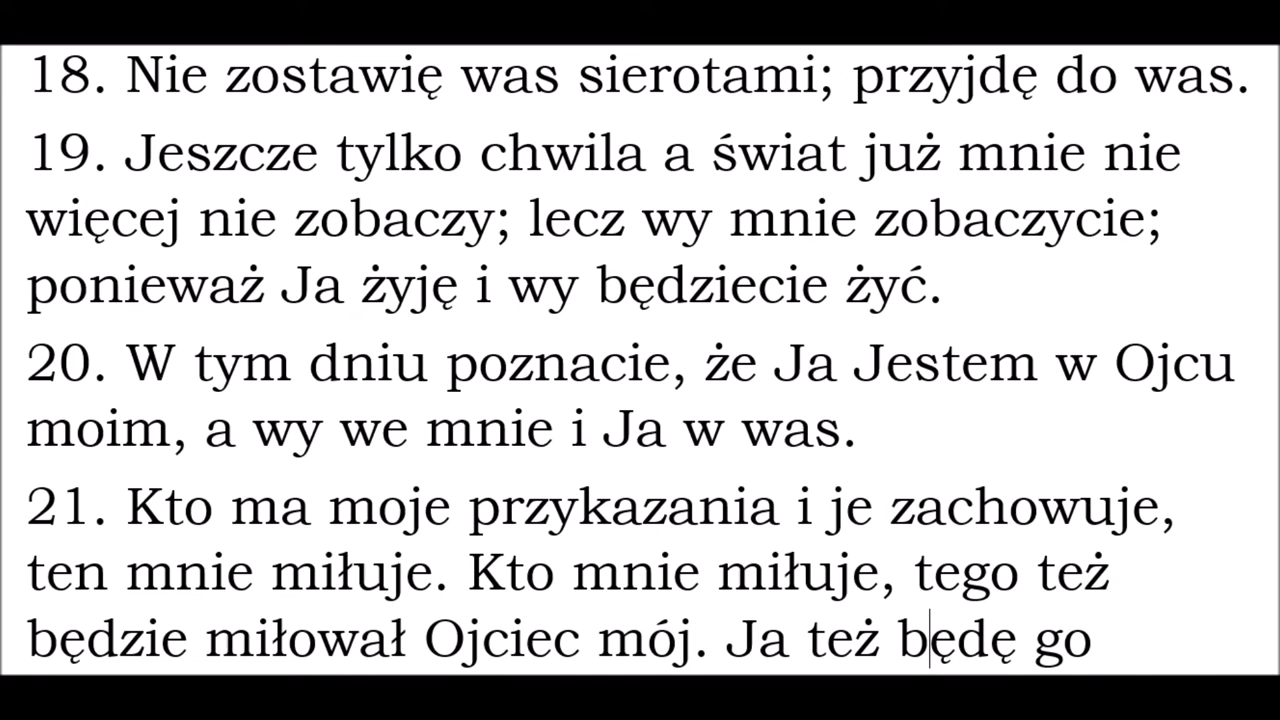 18. Nie zostawię was sierotami; przyjdę do was.
19. Jeszcze tylko chwila a świat już mnie nie
więcej nie zobaczy; lecz wy mnie zobaczycie;
ponieważ Ja żyję i wy będziecie żyć.
20. W tym dniu poznacie, że Ja Jestem w Ojcu
moim, a wy we mnie i Ja w was.
21. Kto ma moje przykazania i je zachowuje,
ten mnie miłuje. Kto mnie miłuje, tego też
będzie miłował Ojciec mój. Ja też będę go